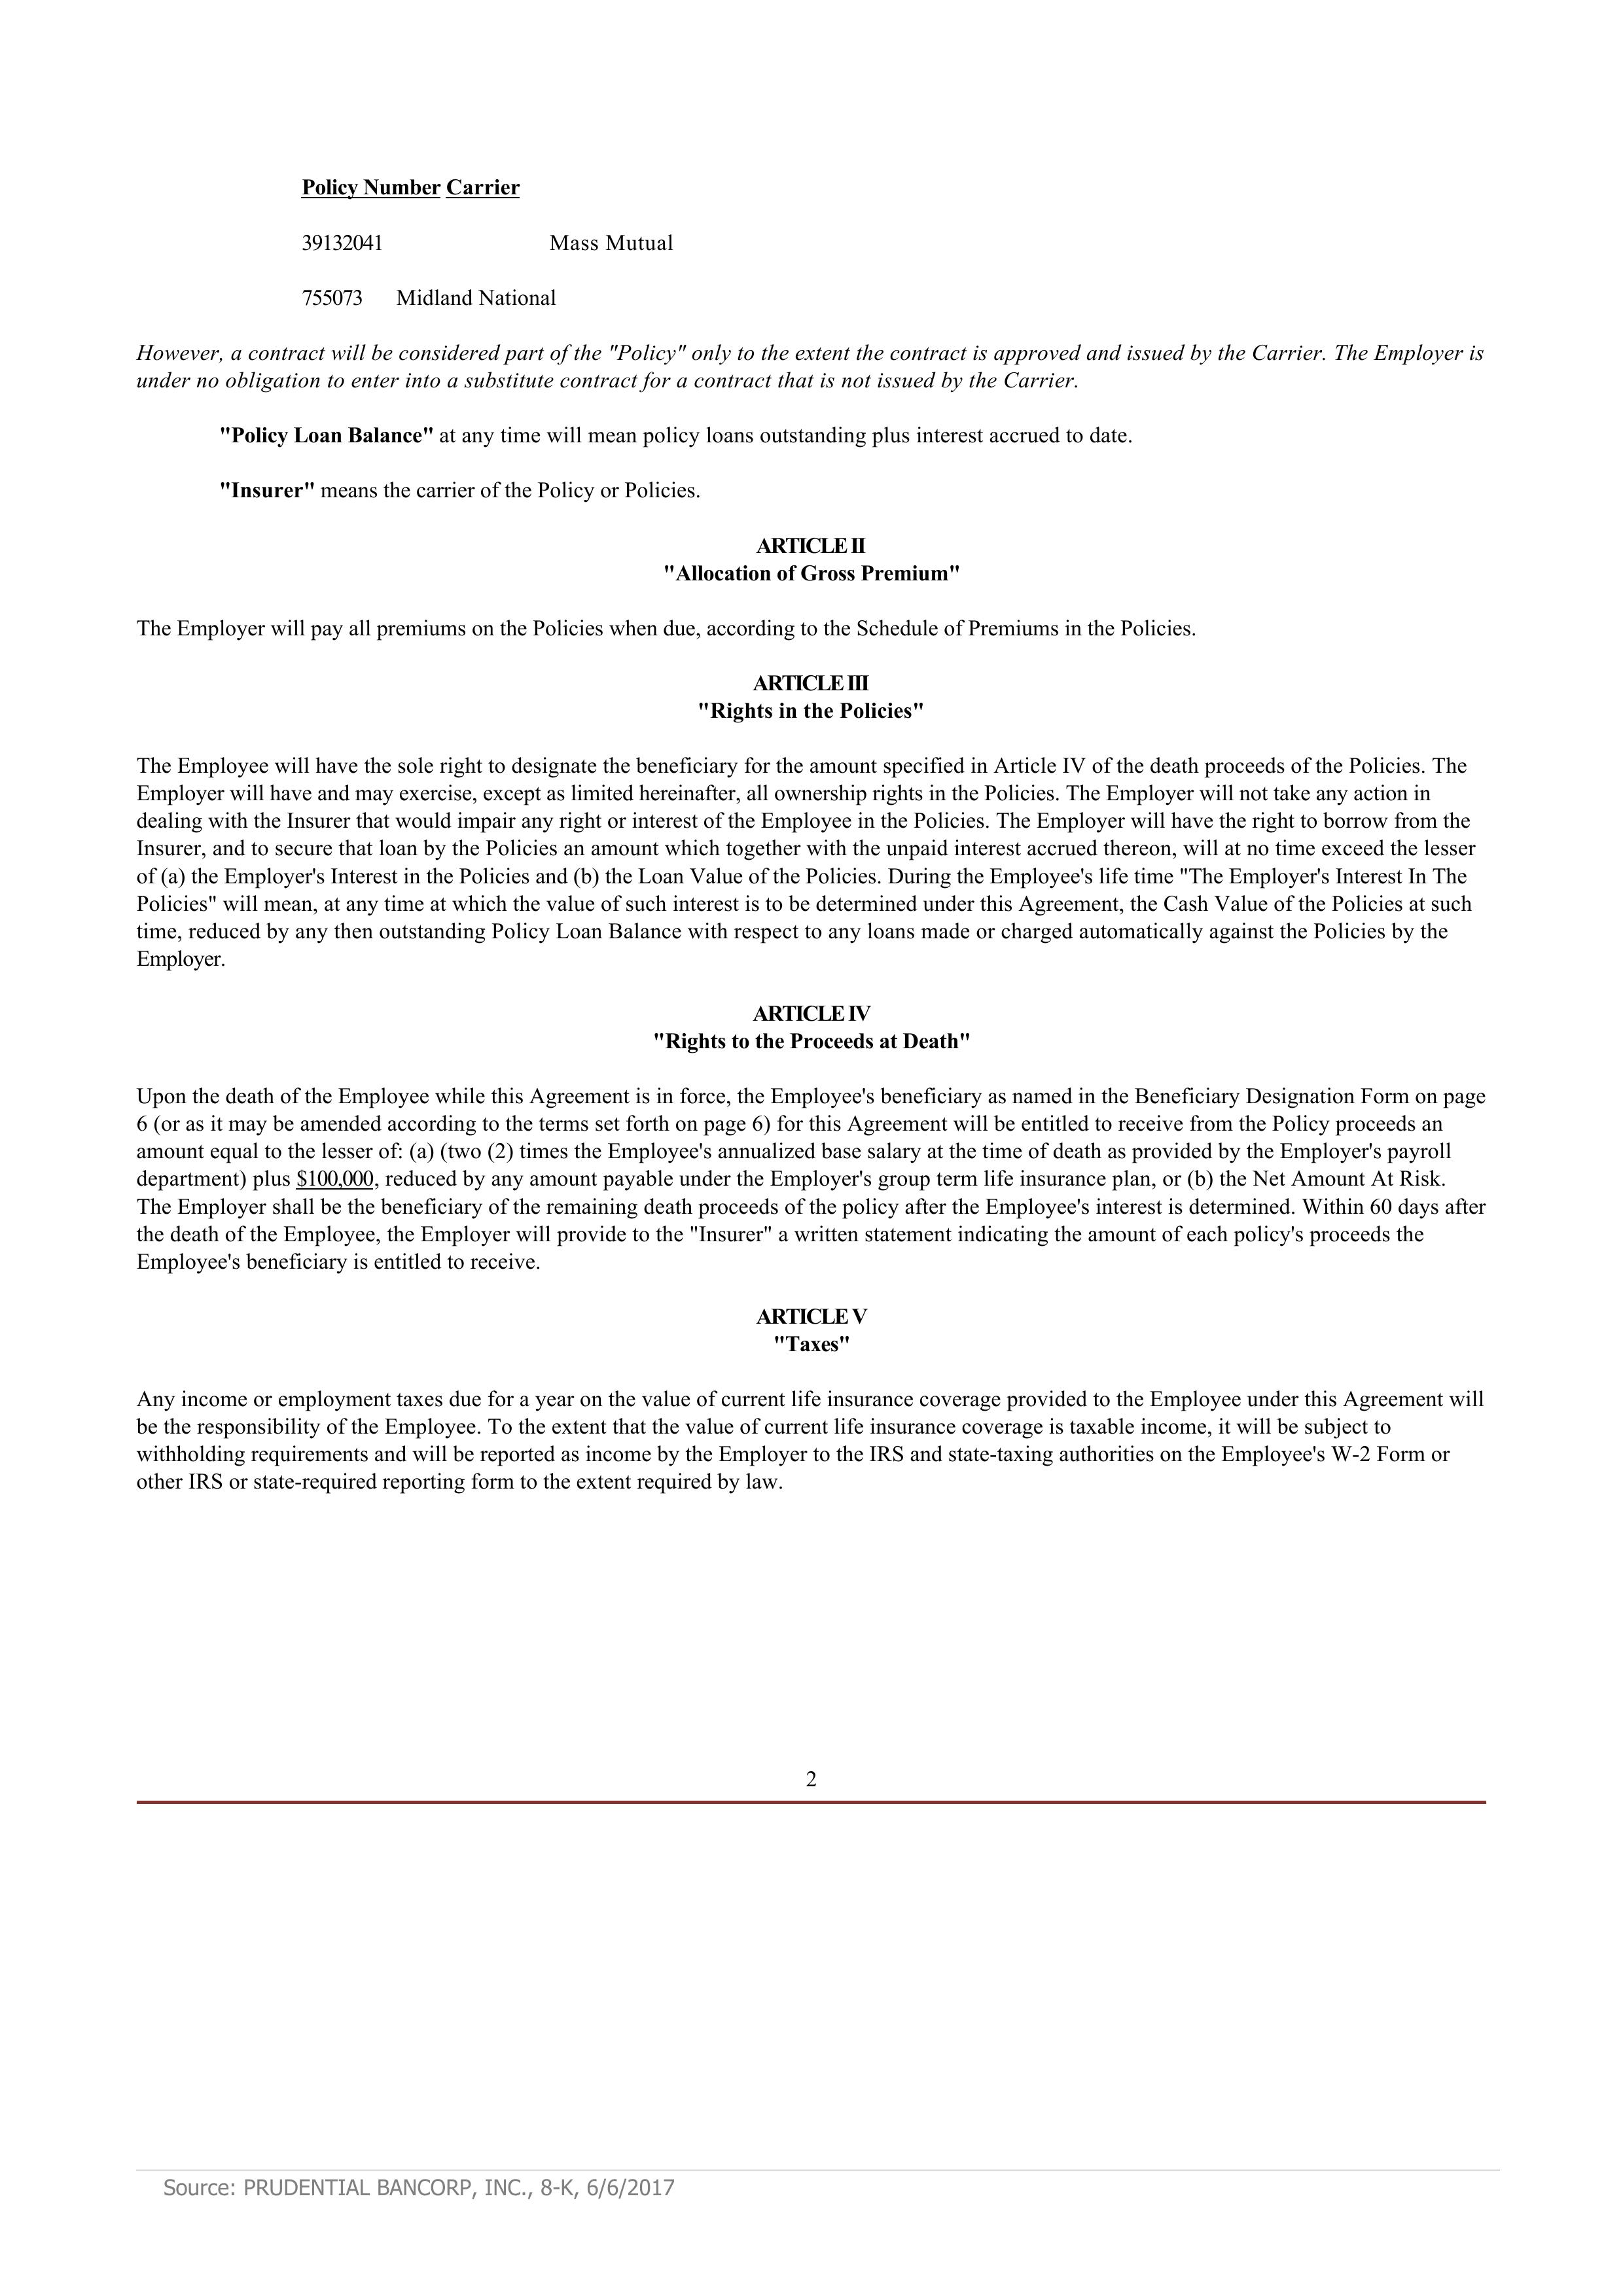 Policy Number Carrier
39132041 Mass Mutual
755073 Midland National
However, a contract will be considered part of the "Policy" only to the extent the contract is approved and issued by the Carrier. The Employer is
under no obligation to enter into a substitute contract for a contract that is not issued by the Carrier.
"Policy Loan Balance" at any time will mean policy loans outstanding plus interest accrued to date.
"Insurer" means the carrier of the Policy or Policies.
ARTICLE II
"Allocation of Gross Premium"
The Employer will pay all premiums on the Policies when due, according to the Schedule of Premiums in the Policies.
ARTICLE III
"Rights in the Policies"
The Employee will have the sole right to designate the beneficiary for the amount specified in Article IV of the death proceeds of the Policies. The
Employer will have and may exercise, except as limited hereinafter, all ownership rights in the Policies. The Employer will not take any action in
dealing with the Insurer that would impair any right or interest of the Employee in the Policies. The Employer will have the right to borrow from the
Insurer, and to secure that loan by the Policies an amount which together with the unpaid interest accrued thereon, will at no time exceed the lesser
of (a) the Employer's Interest in the Policies and (b) the Loan Value of the Policies. During the Employee's life time "The Employer's Interest In The
Policies" will mean, at any time at which the value of such interest is to be determined under this Agreement, the Cash Value of the Policies at such
time, reduced by any then outstanding Policy Loan Balance with respect to any loans made or charged automatically against the Policies by the
Employer.
ARTICLE IV
"Rights to the Proceeds at Death"
Upon the death of the Employee while this Agreement is in force, the Employee's beneficiary as named in the Beneficiary Designation Form on page
6 (or as it may be amended according to the terms set forth on page 6) for this Agreement will be entitled to receive from the Policy proceeds an
amount equal to the lesser of: (a) (two (2) times the Employee's annualized base salary at the time of death as provided by the Employer's payroll
department) plus $100,000, reduced by any amount payable under the Employer's group term life insurance plan, or (b) the Net Amount At Risk.
The Employer shall be the beneficiary of the remaining death proceeds of the policy after the Employee's interest is determined. Within 60 days after
the death of the Employee, the Employer will provide to the "Insurer" a written statement indicating the amount of each policy's proceeds the
Employee's beneficiary is entitled to receive.
ARTICLE V
"Taxes"
Any income or employment taxes due for a year on the value of current life insurance coverage provided to the Employee under this Agreement will
be the responsibility of the Employee. To the extent that the value of current life insurance coverage is taxable income, it will be subject to
withholding requirements and will be reported as income by the Employer to the IRS and state-taxing authorities on the Employee's W-2 Form or
other IRS or state-required reporting form to the extent required by law.
2
Source: PRUDENTIAL BANCORP, INC., 8-K, 6/6/2017